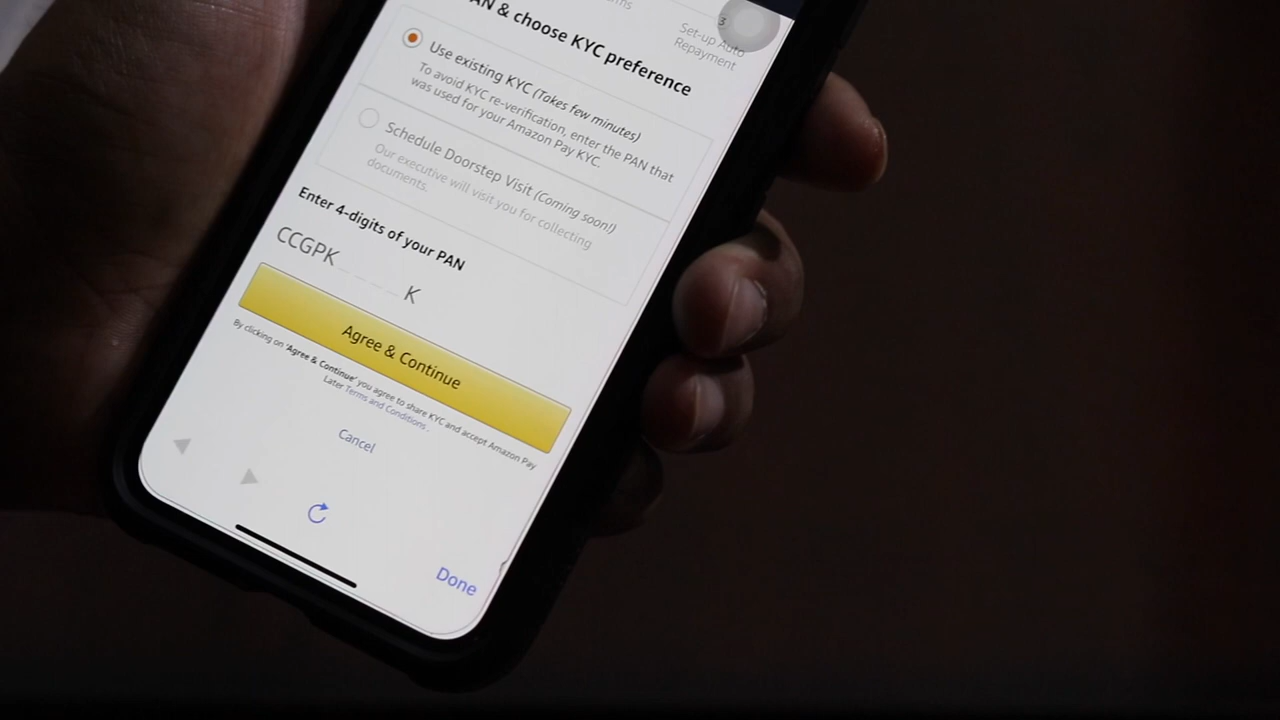 3
Set-up Auto
Repayment
AN & choose KYC preference
Use existing KYC (Takes few minutes)
To avoid KYC re-verification, enter the PAN that
was used for your Amazon Pay KYC.
Schedule Doorstep Visit (Coming soon!)
Our executive will visit you for collecting
documents.
Enter 4-digits of your PAN
CCGPK _ _ _ _ K
Agree & Continue
By clicking on 'Agree & Continue' you agree to share KYC and accept Amazon Pay
Later Terms and Conditions .
Cancel
Done